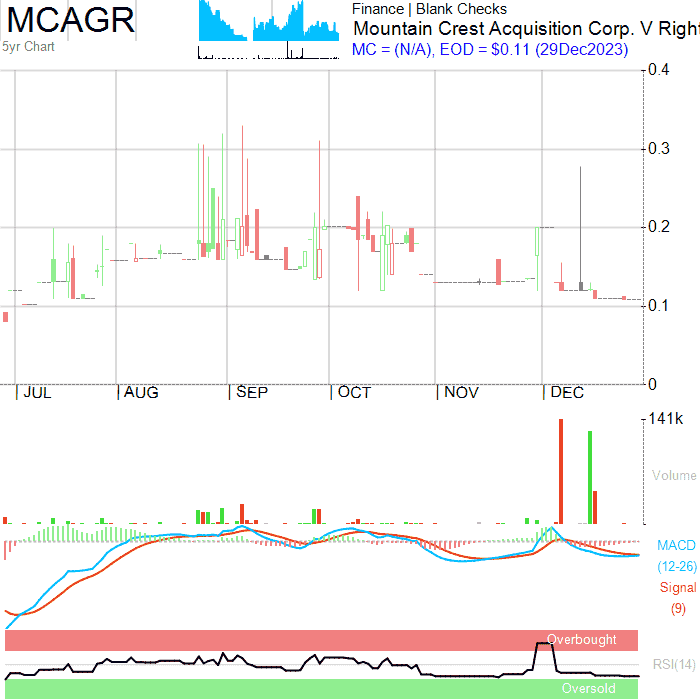 MCAGR
5yr Chart
Finance | Blank Checks
Mountain Crest Acquisition Corp. V Right
MC = (N/A), EOD = $0.11 (29Dec2023)
0.4
0.3
0.2
0.1
0
JUL
AUG
SEP
OCT
NOV
DEC
141k
Volume
MACD
(12-26)
Signal
(9)
Overbought
RSI(14)
Oversold